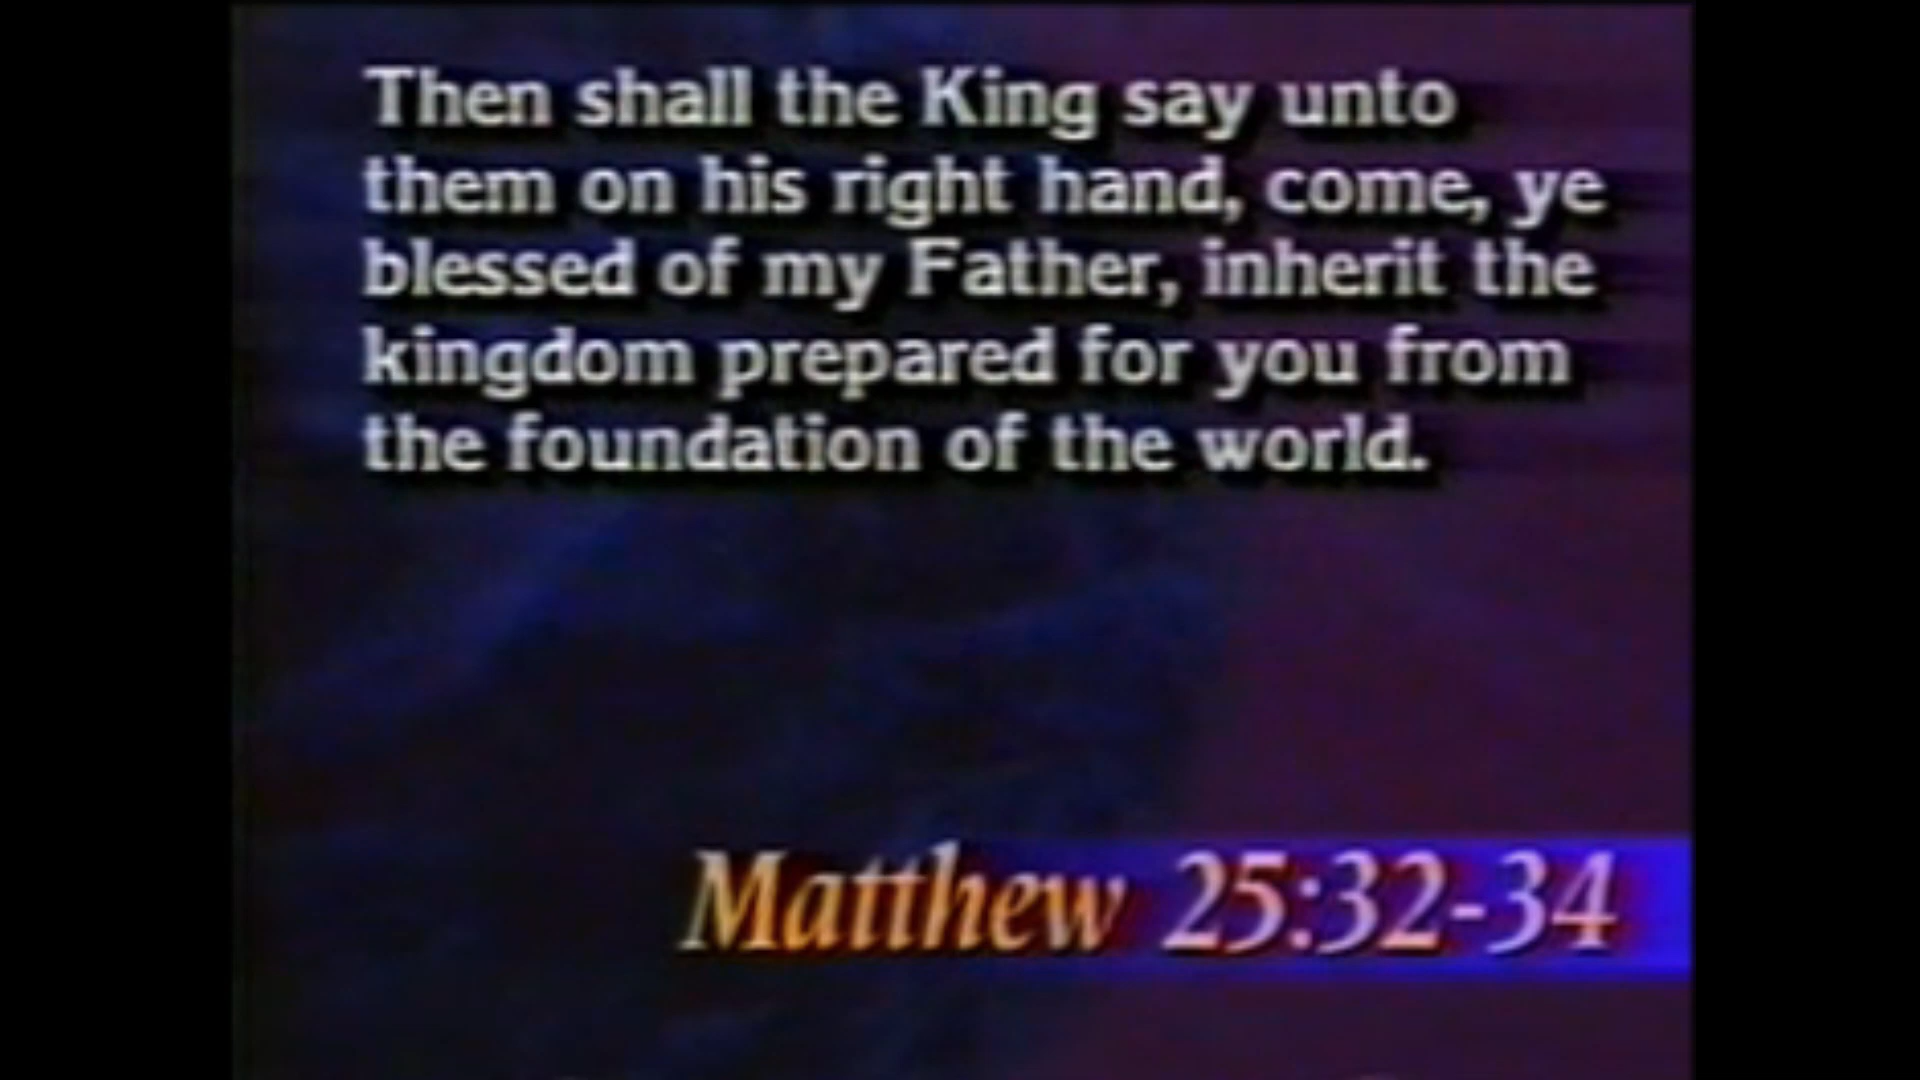 Then shall the King say unto
them on his right hand, come, ye
blessed of my Father, inherit the
kingdom prepared for you from
the foundation of the world.
Matthew 25:32-34